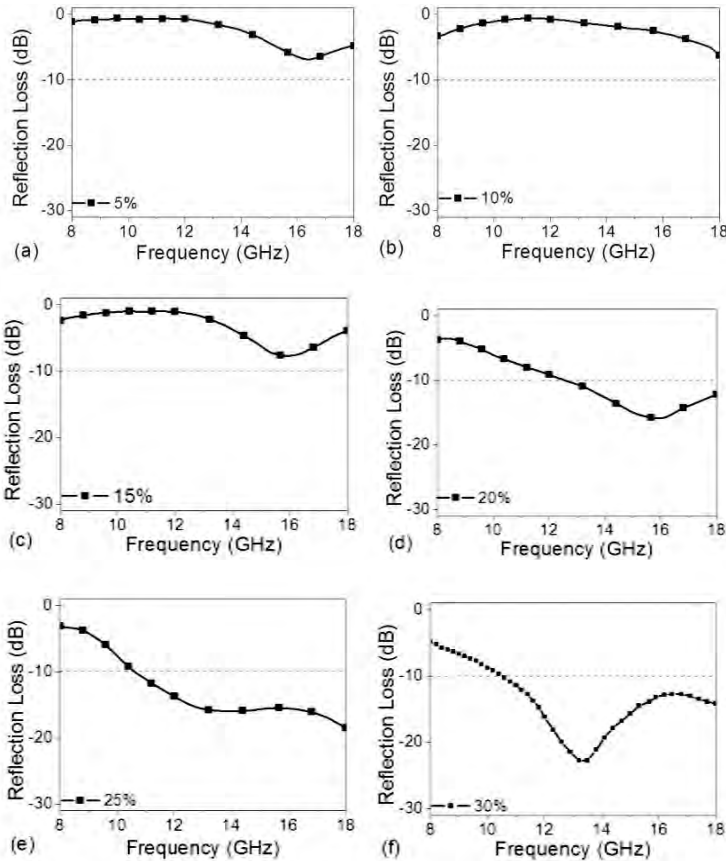 0
-10
-20
-30
Reflection Loss (dB)
5%
8 10 12 14 16 18
(a) Frequency (GHz)
0
-10
-20
-30
Reflection Loss (dB)
10%
8 10 12 14 16 18
(b) Frequency (GHz)
0
-10
-20
-30
Reflection Loss (dB)
15%
8 10 12 14 16 18
(c) Frequency (GHz)
0
-10
-20
-30
Reflection Loss (dB)
20%
8 10 12 14 16 18
(d) Frequency (GHz)
0
-10
-20
-30
Reflection Loss (dB)
25%
8 10 12 14 16 18
(e) Frequency (GHz)
0
-10
-20
-30
Reflection Loss (dB)
30%
8 10 12 14 16 18
(f) Frequency (GHz)